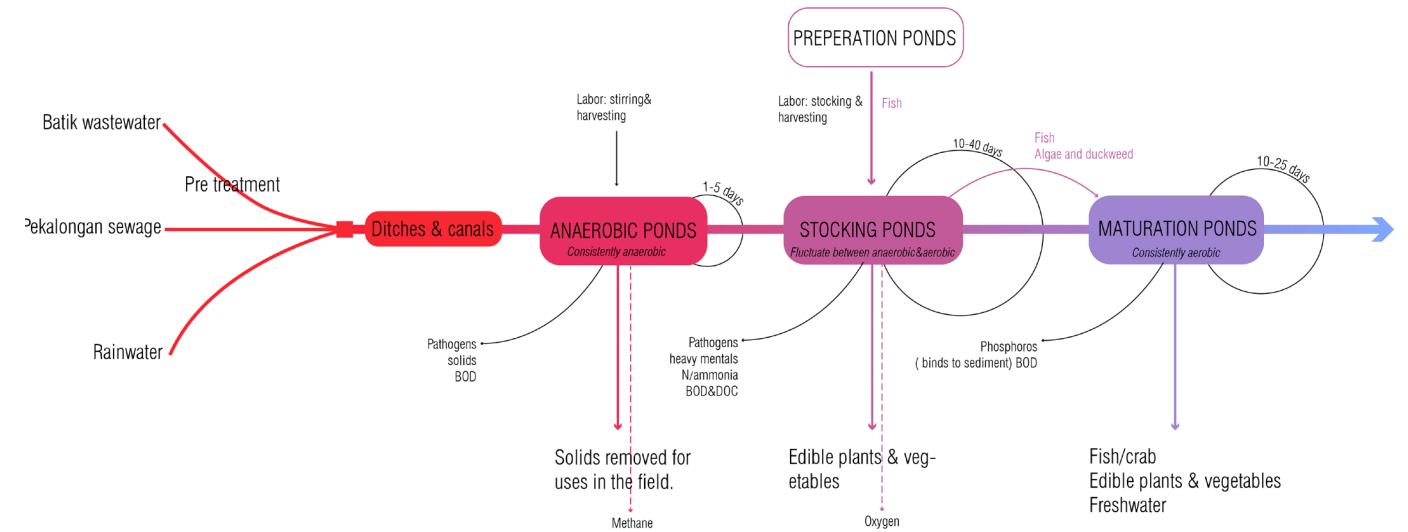 PREPERATION PONDS
Labor: stirring&
harvesting
Labor: stocking &
harvesting
Fish
Batik wastewater
Pre treatment
Pekalongan sewage
Rainwater
Ditches & canals
ANAEROBIC PONDS
Consistently anaerobic
1-5 days
STOCKING PONDS
Fluctuate between anaerobic&aerobic
10-40 days
Fish
Algae and duckweed
MATURATION PONDS
Consistently aerobic
10-25 days
Pathogens
solids
BOD
Pathogens
heavy mentals
N/ammonia
BOD&DOC
Phosphoros
( binds to sediment) BOD
Solids removed for
uses in the field.
Methane
Edible plants & veg-
etables
Oxygen
Fish/crab
Edible plants & vegetables
Freshwater